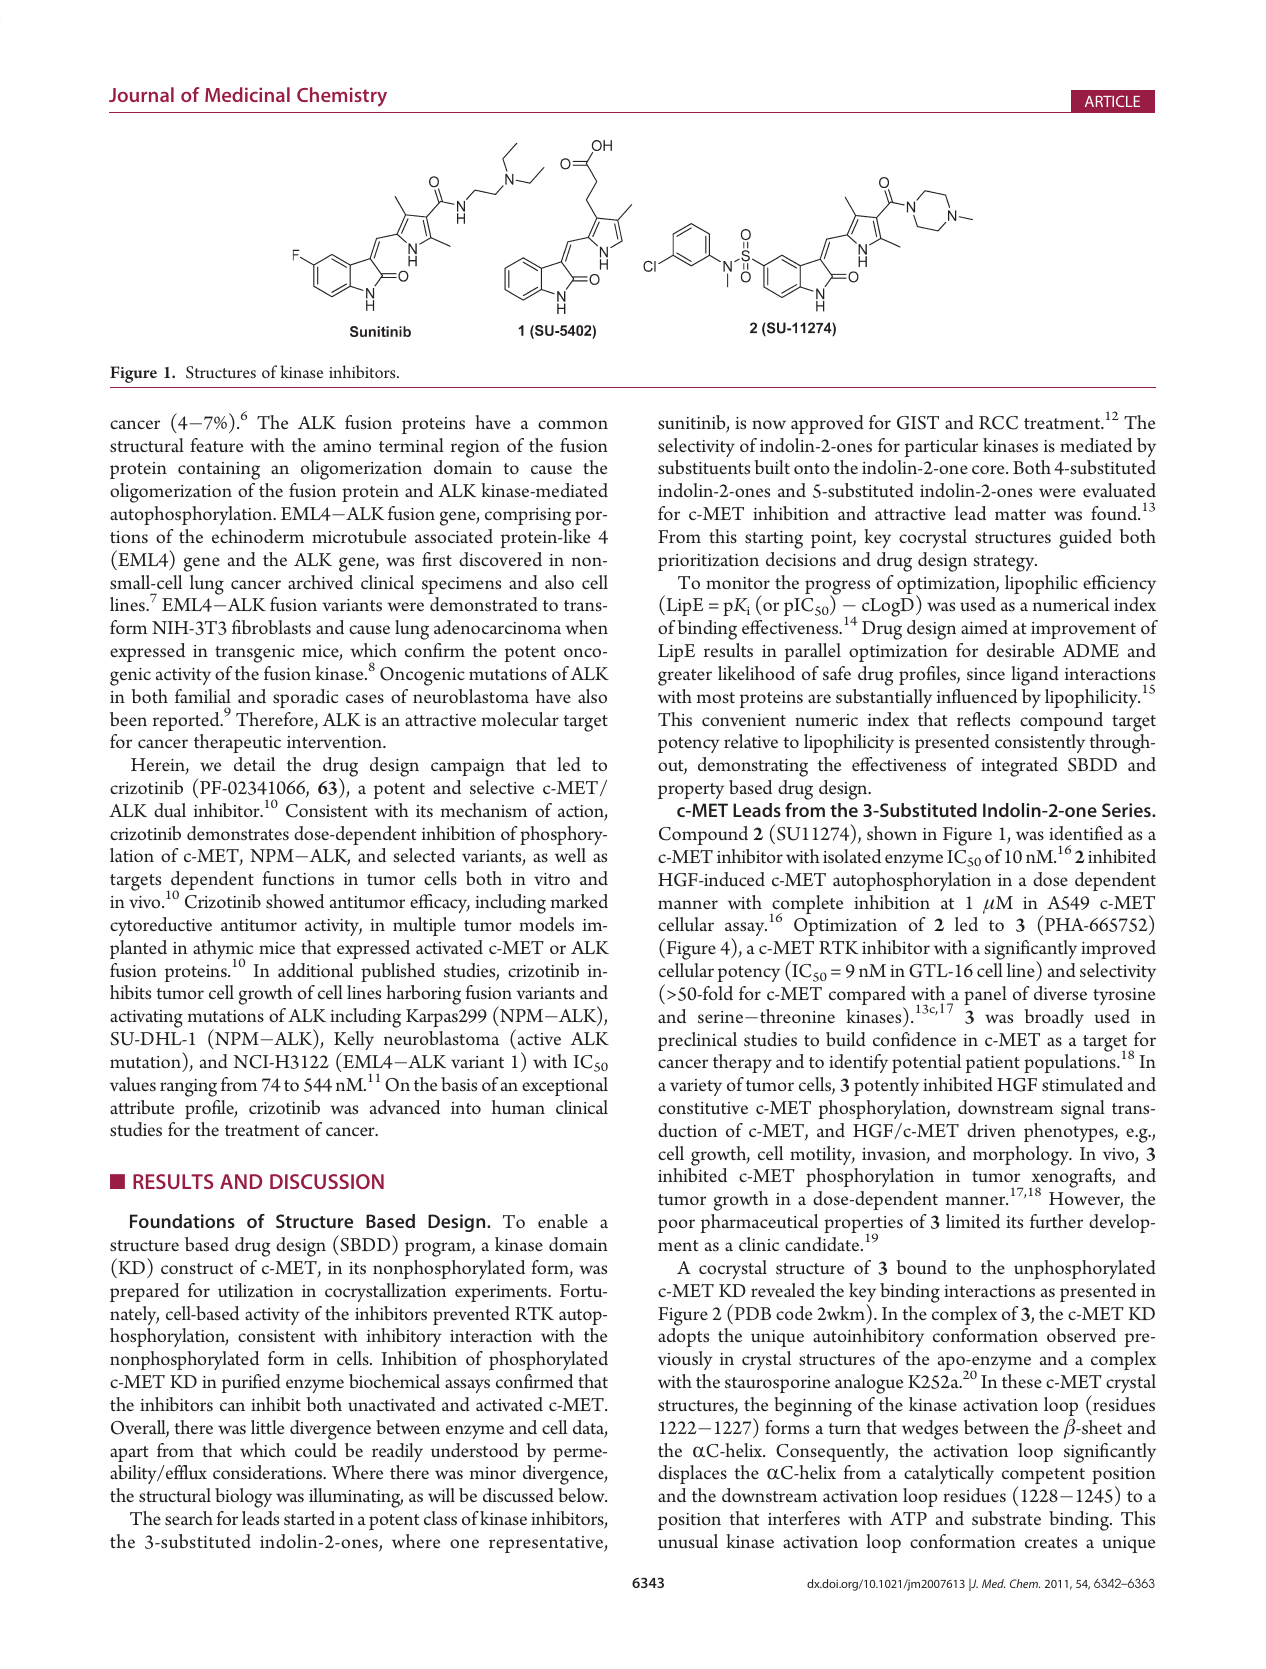 Journal of Medicinal Chemistry
ARTICLE
OH
O
N
O
N
H
N
H
F
O
N
H
Sunitinib
N
H
O
N
H
1 (SU-5402)
O
N
N
Cl
N
O
S
O
N
H
O
N
H
2 (SU-11274)
Figure 1. Structures of kinase inhibitors.
cancer (4−7%).6 The ALK fusion proteins have a common
structural feature with the amino terminal region of the fusion
protein containing an oligomerization domain to cause the
oligomerization of the fusion protein and ALK kinase-mediated
autophosphorylation. EML4−ALK fusion gene, comprising por-
tions of the echinoderm microtubule associated protein-like 4
(EML4) gene and the ALK gene, was first discovered in non-
small-cell lung cancer archived clinical specimens and also cell
lines.7 EML4−ALK fusion variants were demonstrated to trans-
form NIH-3T3 fibroblasts and cause lung adenocarcinoma when
expressed in transgenic mice, which confirm the potent onco-
genic activity of the fusion kinase.8 Oncogenic mutations of ALK
in both familial and sporadic cases of neuroblastoma have also
been reported.9 Therefore, ALK is an attractive molecular target
for cancer therapeutic intervention.
Herein, we detail the drug design campaign that led to
crizotinib (PF-02341066, 63), a potent and selective c-MET/
ALK dual inhibitor.10 Consistent with its mechanism of action,
crizotinib demonstrates dose-dependent inhibition of phosphory-
lation of c-MET, NPM−ALK, and selected variants, as well as
targets dependent functions in tumor cells both in vitro and
in vivo.10 Crizotinib showed antitumor efficacy, including marked
cytoreductive antitumor activity, in multiple tumor models im-
planted in athymic mice that expressed activated c-MET or ALK
fusion proteins.10 In additional published studies, crizotinib in-
hibits tumor cell growth of cell lines harboring fusion variants and
activating mutations of ALK including Karpas299 (NPM−ALK),
SU-DHL-1 (NPM−ALK), Kelly neuroblastoma (active ALK
mutation), and NCI-H3122 (EML4−ALK variant 1) with IC50
values ranging from 74 to 544 nM.11 On the basis of an exceptional
attribute profile, crizotinib was advanced into human clinical
studies for the treatment of cancer.
■ RESULTS AND DISCUSSION
Foundations of Structure Based Design. To enable a
structure based drug design (SBDD) program, a kinase domain
(KD) construct of c-MET, in its nonphosphorylated form, was
prepared for utilization in cocrystallization experiments. Fortu-
nately, cell-based activity of the inhibitors prevented RTK autop-
hosphorylation, consistent with inhibitory interaction with the
nonphosphorylated form in cells. Inhibition of phosphorylated
c-MET KD in purified enzyme biochemical assays confirmed that
the inhibitors can inhibit both unactivated and activated c-MET.
Overall, there was little divergence between enzyme and cell data,
apart from that which could be readily understood by perme-
ability/efflux considerations. Where there was minor divergence,
the structural biology was illuminating, as will be discussed below.
The search for leads started in a potent class of kinase inhibitors,
the 3-substituted indolin-2-ones, where one representative,
sunitinib, is now approved for GIST and RCC treatment.12 The
selectivity of indolin-2-ones for particular kinases is mediated by
substituents built onto the indolin-2-one core. Both 4-substituted
indolin-2-ones and 5-substituted indolin-2-ones were evaluated
for c-MET inhibition and attractive lead matter was found.13
From this starting point, key cocrystal structures guided both
prioritization decisions and drug design strategy.
To monitor the progress of optimization, lipophilic efficiency
(LipE = pKi (or pIC50) − cLogD) was used as a numerical index
of binding effectiveness.14 Drug design aimed at improvement of
LipE results in parallel optimization for desirable ADME and
greater likelihood of safe drug profiles, since ligand interactions
with most proteins are substantially influenced by lipophilicity.15
This convenient numeric index that reflects compound target
potency relative to lipophilicity is presented consistently through-
out, demonstrating the effectiveness of integrated SBDD and
property based drug design.
c-MET Leads from the 3-Substituted Indolin-2-one Series.
Compound 2 (SU11274), shown in Figure 1, was identified as a
c-MET inhibitor with isolated enzyme IC50 of 10 nM.16 2 inhibited
HGF-induced c-MET autophosphorylation in a dose dependent
manner with complete inhibition at 1 μM in A549 c-MET
cellular assay.16 Optimization of 2 led to 3 (PHA-665752)
(Figure 4), a c-MET RTK inhibitor with a significantly improved
cellular potency (IC50 = 9 nM in GTL-16 cell line) and selectivity
(>50-fold for c-MET compared with a panel of diverse tyrosine
and serine−threonine kinases).13c,17 3 was broadly used in
preclinical studies to build confidence in c-MET as a target for
cancer therapy and to identify potential patient populations.18 In
a variety of tumor cells, 3 potently inhibited HGF stimulated and
constitutive c-MET phosphorylation, downstream signal trans-
duction of c-MET, and HGF/c-MET driven phenotypes, e.g.,
cell growth, cell motility, invasion, and morphology. In vivo, 3
inhibited c-MET phosphorylation in tumor xenografts, and
tumor growth in a dose-dependent manner.17,18 However, the
poor pharmaceutical properties of 3 limited its further develop-
ment as a clinic candidate.19
A cocrystal structure of 3 bound to the unphosphorylated
c-MET KD revealed the key binding interactions as presented in
Figure 2 (PDB code 2wkm). In the complex of 3, the c-MET KD
adopts the unique autoinhibitory conformation observed pre-
viously in crystal structures of the apo-enzyme and a complex
with the staurosporine analogue K252a.20 In these c-MET crystal
structures, the beginning of the kinase activation loop (residues
1222−1227) forms a turn that wedges between the β-sheet and
the αC-helix. Consequently, the activation loop significantly
displaces the αC-helix from a catalytically competent position
and the downstream activation loop residues (1228−1245) to a
position that interferes with ATP and substrate binding. This
unusual kinase activation loop conformation creates a unique
6343
dx.doi.org/10.1021/jm2007613 |J. Med. Chem. 2011, 54, 6342–6363